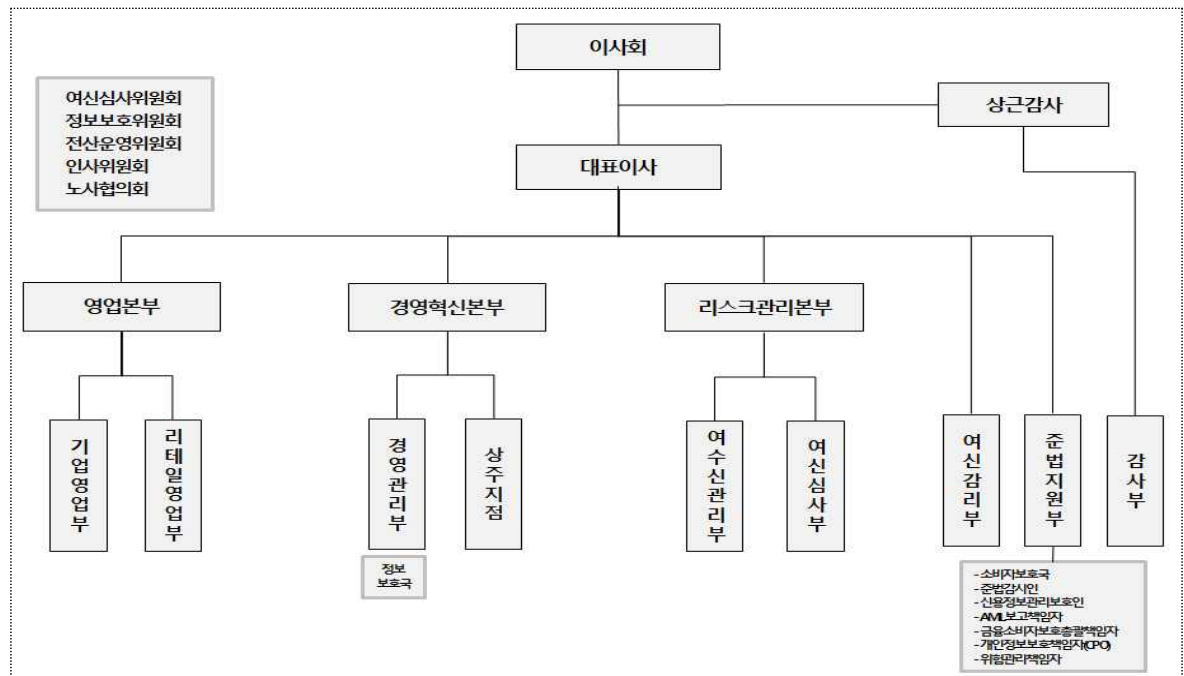 이사회
여신심사위원회
정보보호위원회
전산운영위원회
인사위원회
노사협의회
상근감사
대표이사
영업본부
경영혁신본부
리스크관리본부
기업영업부
리테일영업부
경영관리부
상주지점
여수신관리부
여신심사부
여신감리부
준법지원부
감사부
정보
보호국
- 소비자보호국
- 준법감시인
- 신용정보관리보호인
- AML보고책임자
- 금융소비자보호총괄책임자
- 개인정보보호책임자(CPO)
- 위험관리책임자